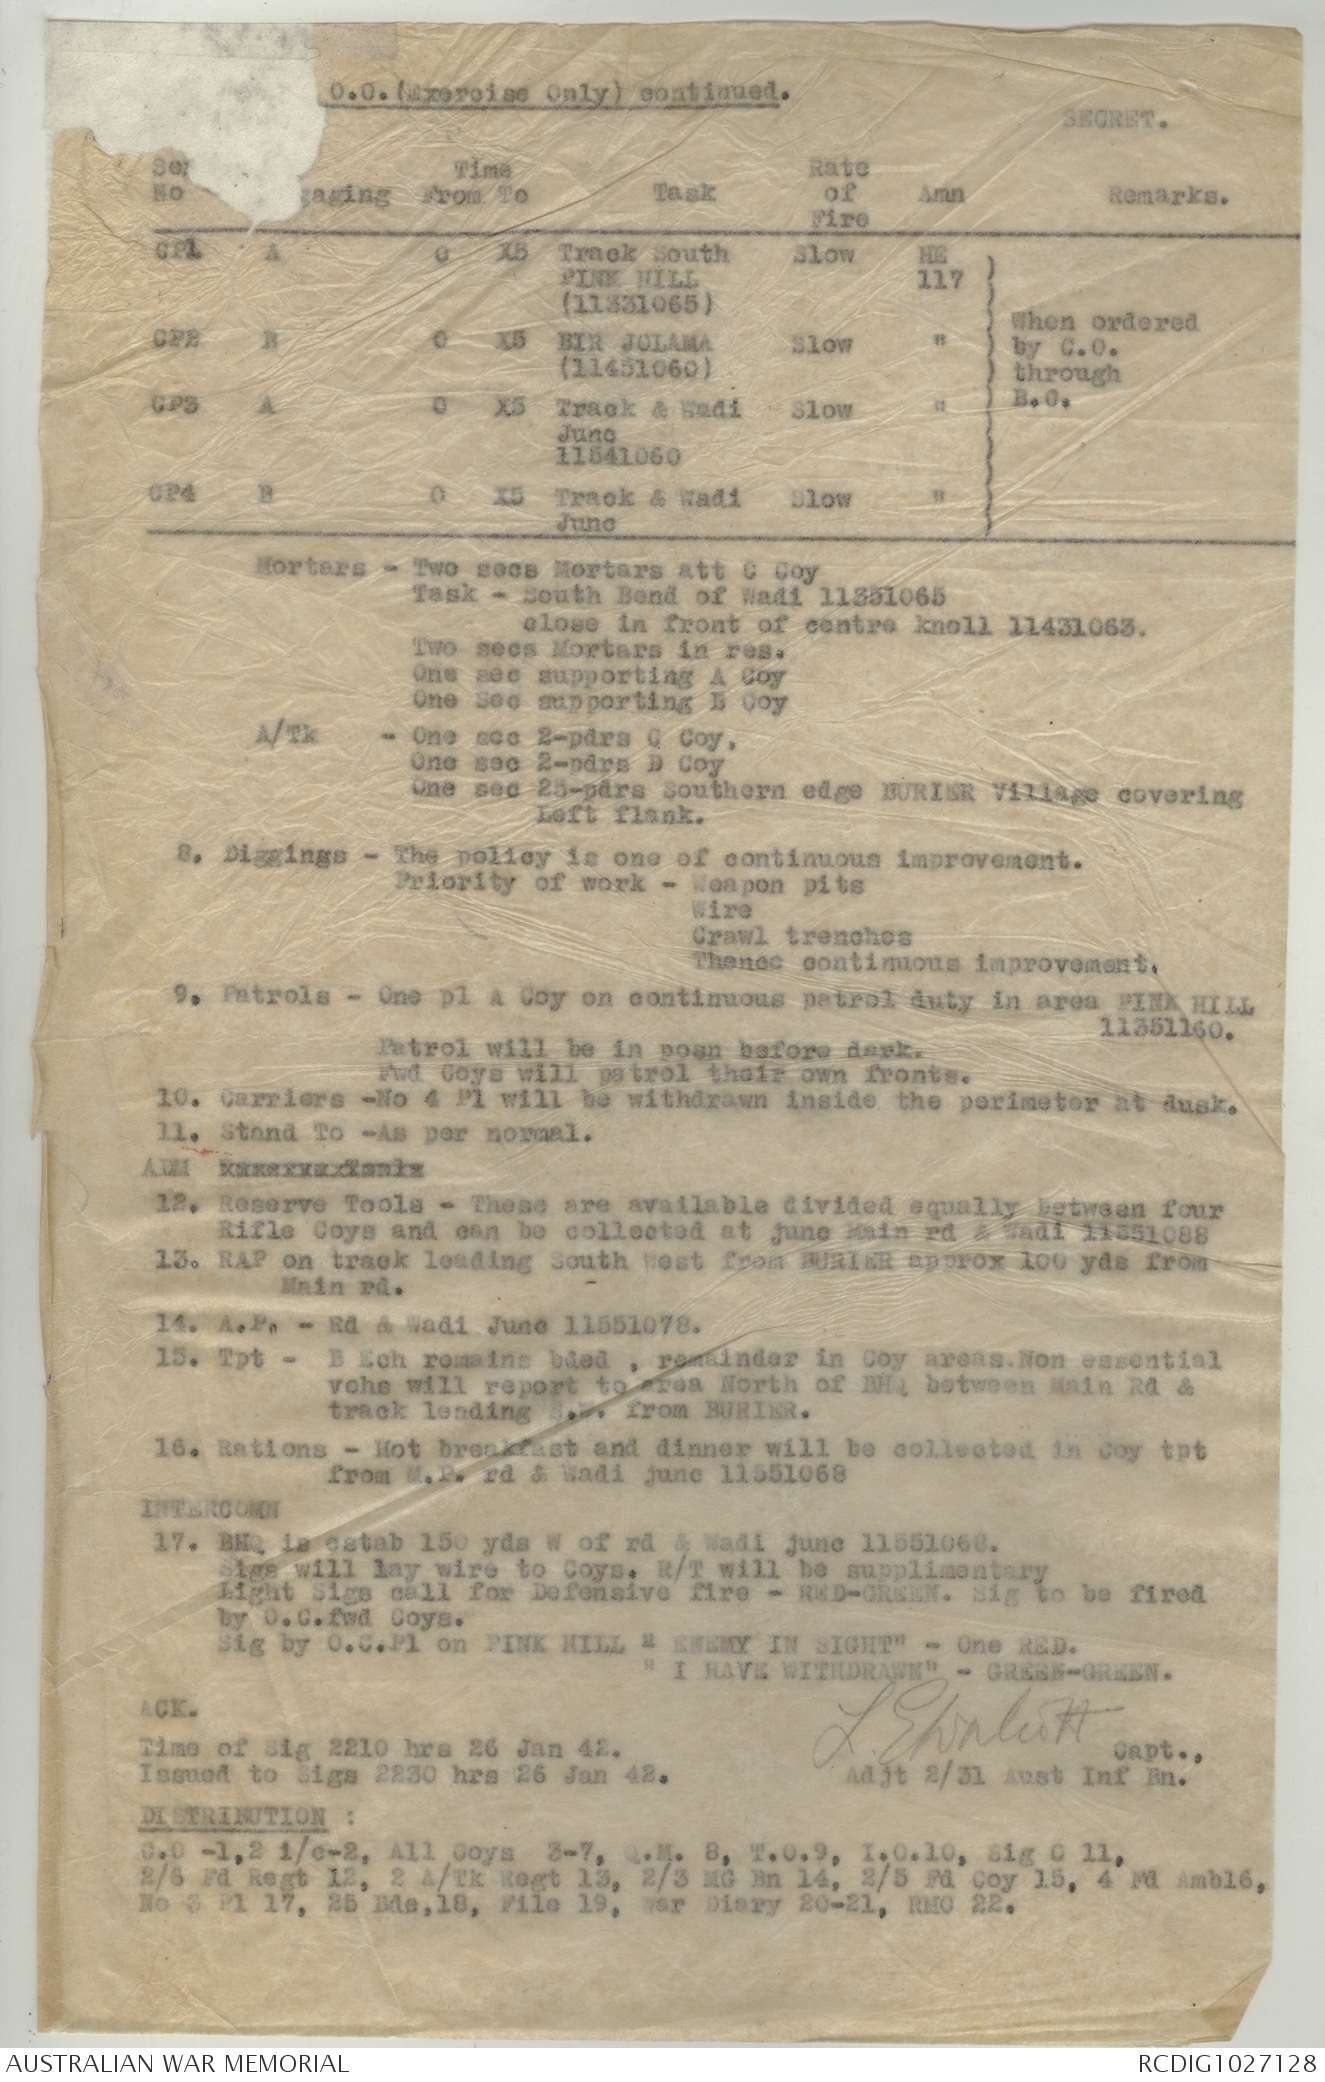 O.O.(Exercise Only) continued.
SECRET.
Time Rate
No gaging From To Task of Amn Remarks.
Fire
GP1 A 0 X5 Track South Slow ME
PINK HILL 117
(11331065)
When ordered
GP2 B 0 X5 BIR JOLAMA Slow " by C.O.
(11451060) through
GP3 A 0 X5 Track & Wadi Slow " B.C.
Junc
11541060
GP4 B 0 X5 Track & Wadi Slow "
Junc
Mortars - Two secs Mortars att C Coy
Task - South Bend of Wadi 11351065
close in front of centre knoll 11431063.
Two secs Mortars in res.
One sec supporting A Coy
One Sec supporting B Coy
A/Tk - One sec 2-pdrs C Coy,
One sec 2-pdrs D Coy
One sec 25-pdrs Southern edge BURIER Village covering
Left flank.
8. Diggings - The policy is one of continuous improvement.
Priority of work - Weapon pits
Wire
Crawl trenches
Thence continuous improvement.
9. Patrols - One pl A Coy on continuous patrol duty in area PINK HILL
11351160.
Patrol will be in posn before dark.
Fwd Coys will patrol their own fronts.
10. Carriers -No 4 Pl will be withdrawn inside the perimeter at dusk.
11. Stand To -As per normal.
ADM
12. Reserve Tools - These are available divided equally between four
Rifle Coys and can be collected at junc Main rd & Wadi 11551088
13. RAP on track leading South West from BURIER approx 100 yds from
Main rd.
14. A.P. - Rd & Wadi Junc 11551078.
15. Tpt - B Ech remains bded , remainder in Coy areas.Non essential
vehs will report to area North of BHQ between Main Rd &
track leading S.W. from BURIER.
16. Rations - Hot breakfast and dinner will be collected in Coy tpt
from M.P. rd & Wadi junc 11551068
INTERCOMN
17. BHQ is estab 150 yds W of rd & Wadi junc 11551068.
Sigs will lay wire to Coys. R/T will be supplimentary
Light Sigs call for Defensive fire - RED-GREEN. Sig to be fired
by O.C.fwd Coys.
Sig by O.C.Pl on PINK HILL " ENEMY IN SIGHT" - One RED.
" I HAVE WITHDRAWN" - GREEN-GREEN.
ACK.
Time of Sig 2210 hrs 26 Jan 42. Capt.,
Issued to Sigs 2230 hrs 26 Jan 42. Adjt 2/31 Aust Inf Bn.
DISTRIBUTION :
C.O -1,2 i/c-2, All Coys 3-7, Q.M. 8, T.O.9, I.O.10, Sig O 11,
2/6 Fd Regt 12, 2 A/Tk Regt 13, 2/3 MG Bn 14, 2/5 Fd Coy 15, 4 Fd Amb16,
No 3 Pl 17, 25 Bde,18, File 19, War Diary 20-21, RMO 22.
AUSTRALIAN WAR MEMORIAL RCDIG1027128